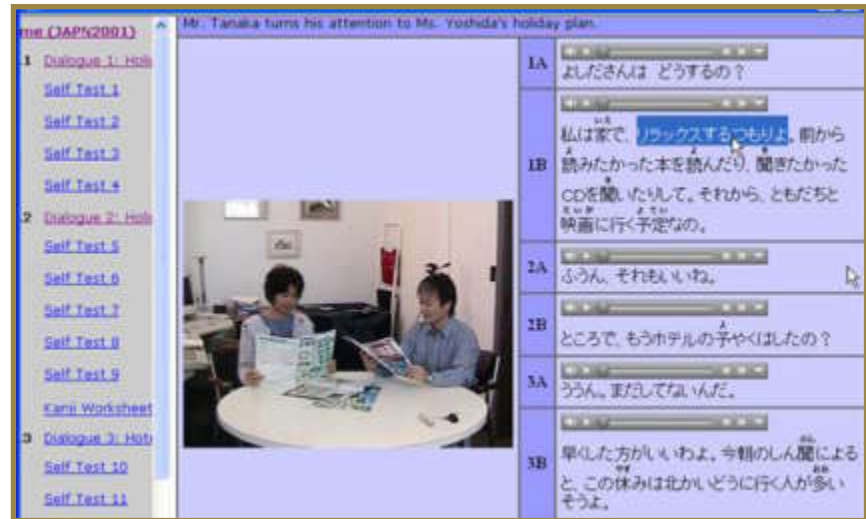 me (JAPN2001)
.1 Dialogue 1: Holi
Self Test 1
Self Test 2
Self Test 3
Self Test 4
.2 Dialogue 2: Holi
Self Test 5
Self Test 6
Self Test 7
Self Test 8
Self Test 9
Kanji Worksheet
.3 Dialogue 3: Hot
Self Test 10
Self Test 11
Mr. Tanaka turns his attention to Ms. Yoshida's holiday plan.
1A
よしださんは どうするの？
1B
私は家で、リラックスするつもりよ。前から
読みたかった本を読んだり、聞きたかった
CDを聞いたりして。それから、ともだちと
映画に行く予定なの。
2A
ふうん、それもいいね。
2B
ところで、もうホテルの予やくはしたの？
3A
ううん。まだしてないんだ。
3B
早くした方がいいわよ。今朝のしん聞による
と、この休みは北かいどうに行く人が多い
そうよ。